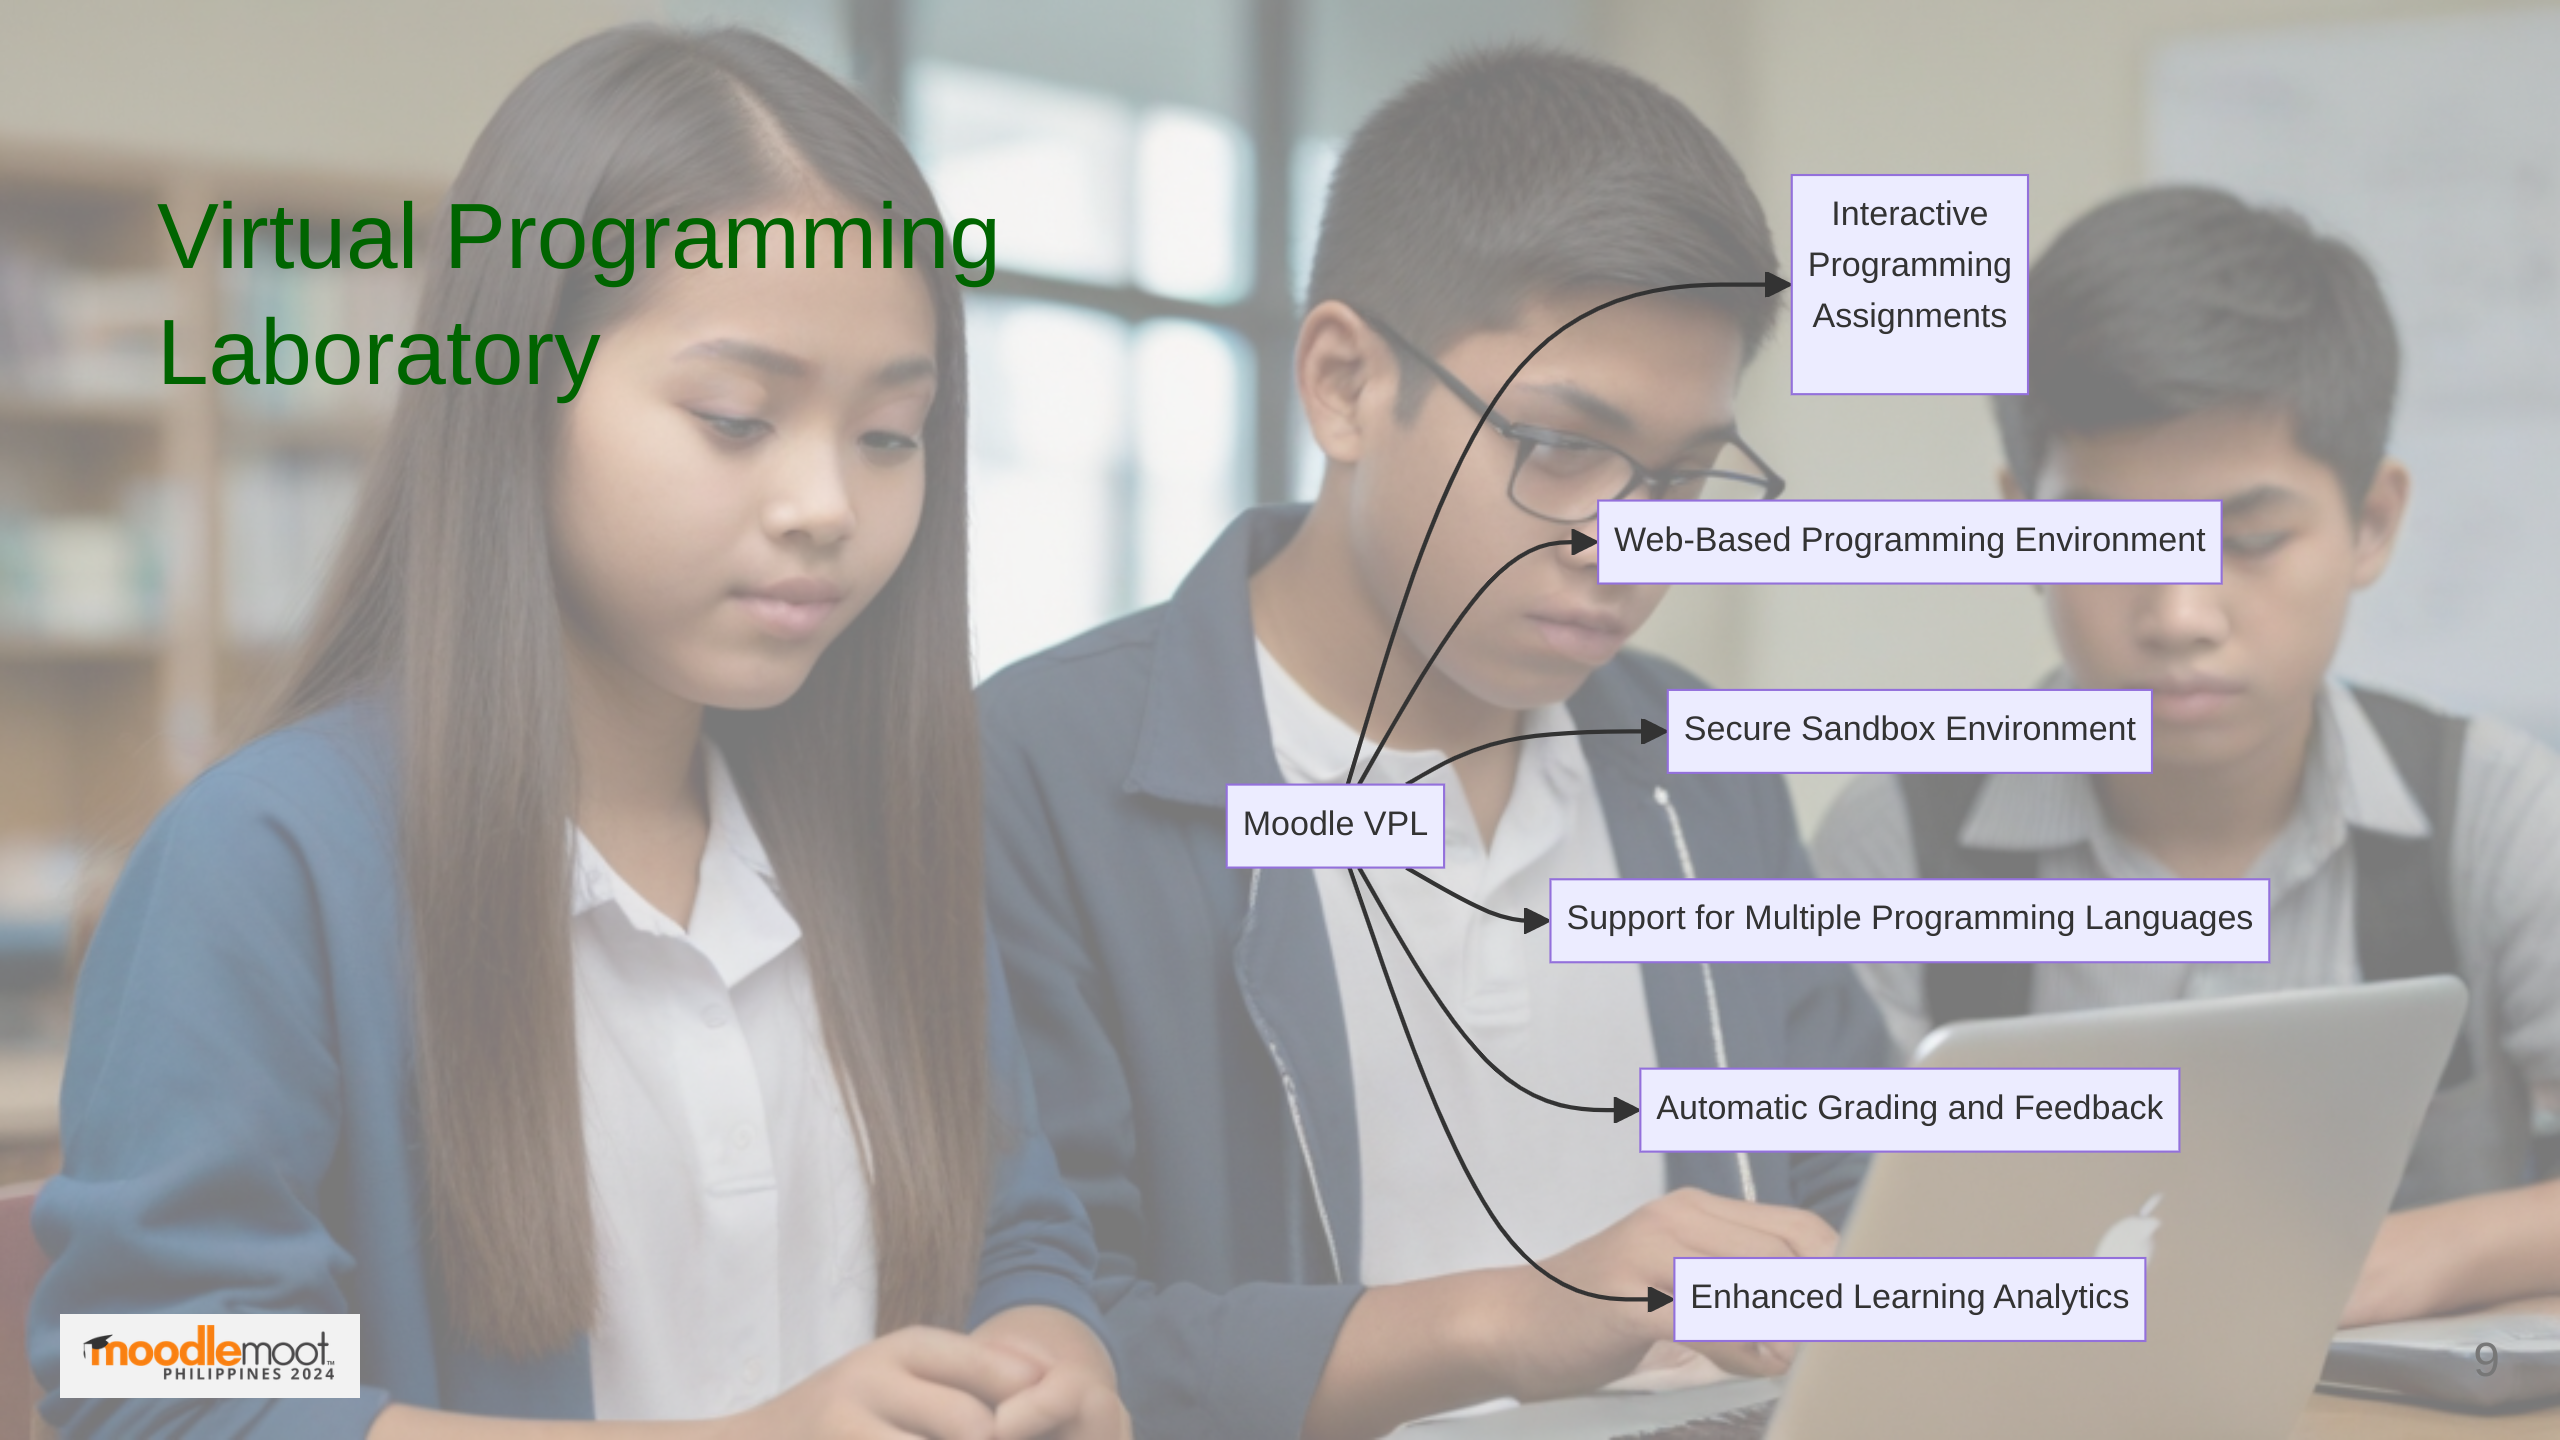 Virtual Programming
Laboratory
Interactive
Programming
Assignments
Web-Based Programming Environment
Secure Sandbox Environment
Moodle VPL
Support for Multiple Programming Languages
Automatic Grading and Feedback
Enhanced Learning Analytics
moodlemoot™
PHILIPPINES 2024
9